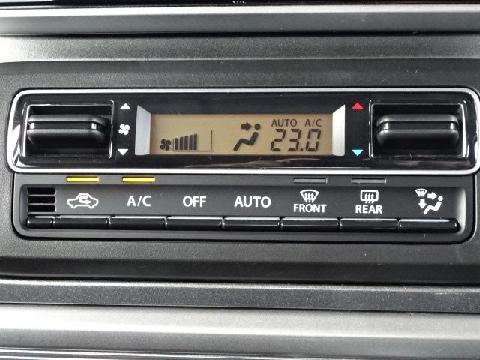 AUTO A/C
23.0
A/C OFF AUTO FRONT REAR